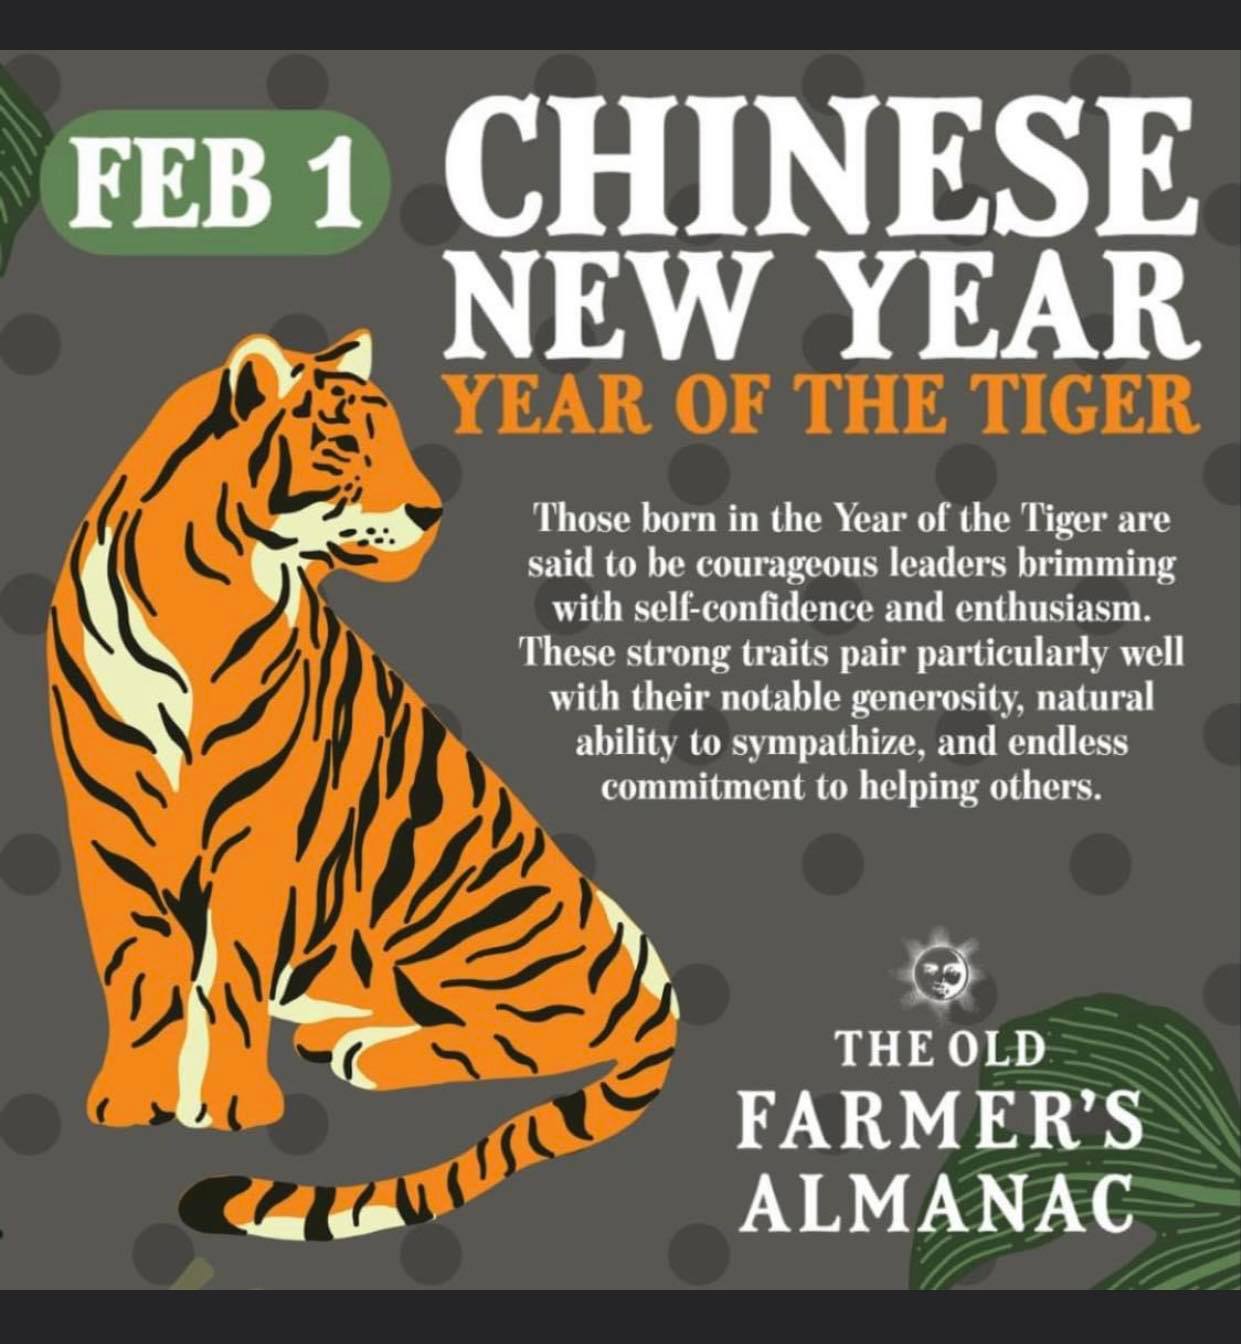 FEB 1
CHINESE
NEW YEAR
YEAR OF THE TIGER
Those born in the Year of the Tiger are
said to be courageous leaders brimming
with self-confidence and enthusiasm.
These strong traits pair particularly well
with their notable generosity, natural
ability to sympathize, and endless
commitment to helping others.
THE OLD
FARMER'S
ALMANAC